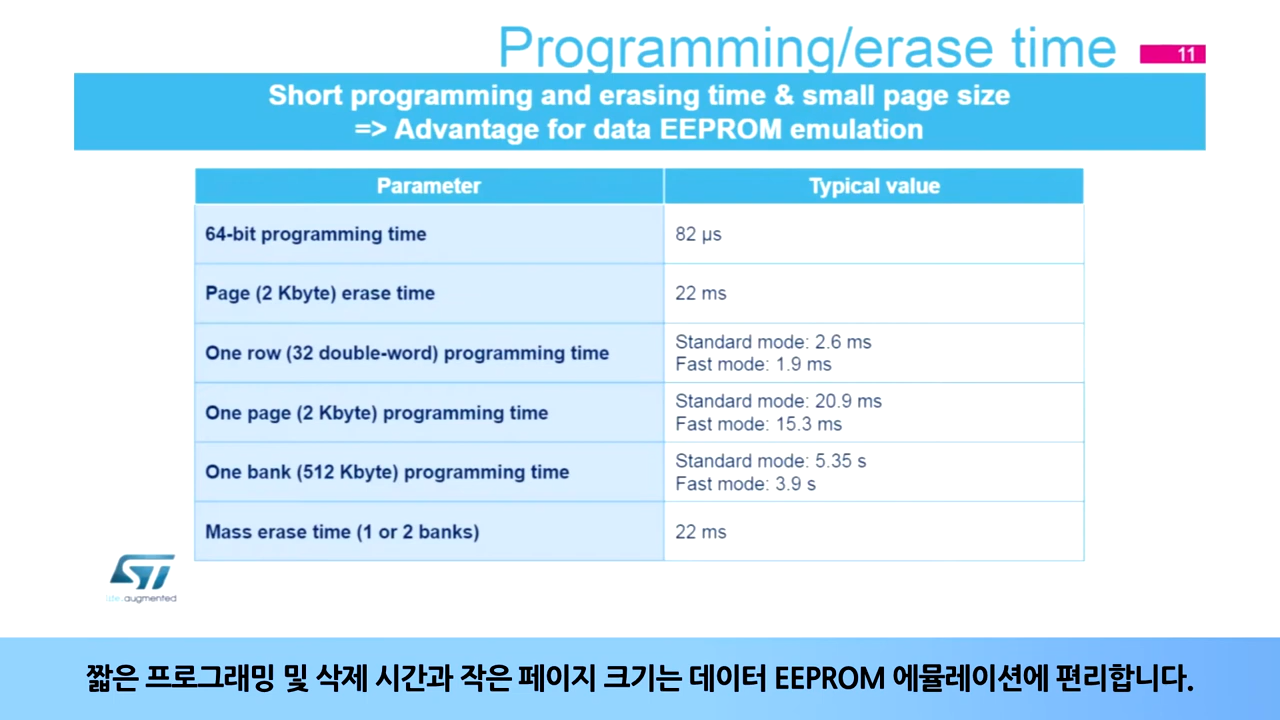 Programming/erase time
11
Short programming and erasing time & small page size
=> Advantage for data EEPROM emulation
Parameter
Typical value
64-bit programming time
82 µs
Page (2 Kbyte) erase time
22 ms
One row (32 double-word) programming time
Standard mode: 2.6 ms
Fast mode: 1.9 ms
One page (2 Kbyte) programming time
Standard mode: 20.9 ms
Fast mode: 15.3 ms
One bank (512 Kbyte) programming time
Standard mode: 5.35 s
Fast mode: 3.9 s
Mass erase time (1 or 2 banks)
22 ms
ST
life.augmented
짧은 프로그래밍 및 삭제 시간과 작은 페이지 크기는 데이터 EEPROM 에뮬레이션에 편리합니다.